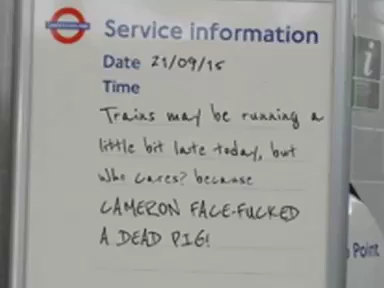 Service information
Date 21/09/15
Time
Trains may be running a
little bit late today, but
who cares? because
CAMERON FACE-FUCKED
A DEAD PIG!
i
Point